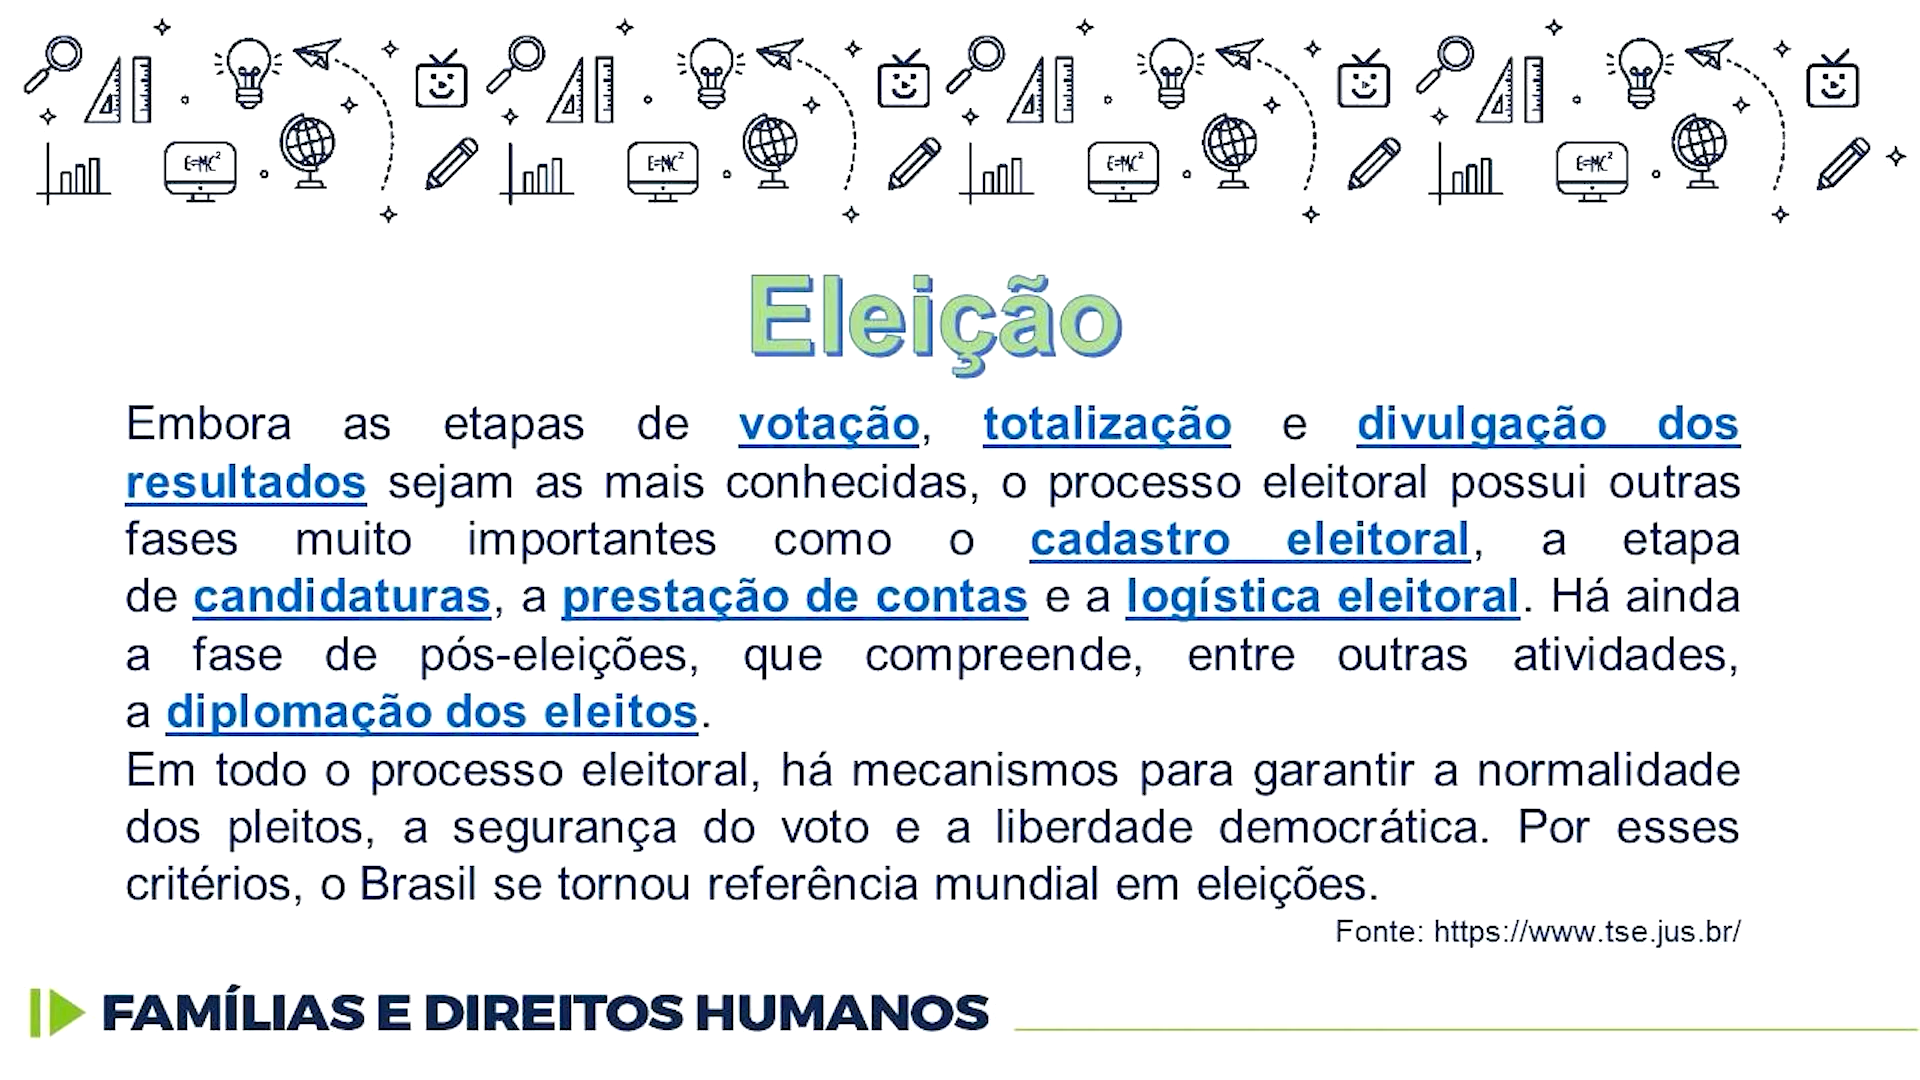 E=MC²
E=MC²
E=MC²
E=MC²
Eleição
Embora as etapas de votação, totalização e divulgação dos
resultados sejam as mais conhecidas, o processo eleitoral possui outras
fases muito importantes como o cadastro eleitoral, a etapa
de candidaturas, a prestação de contas e a logística eleitoral. Há ainda
a fase de pós-eleições, que compreende, entre outras atividades,
a diplomação dos eleitos.
Em todo o processo eleitoral, há mecanismos para garantir a normalidade
dos pleitos, a segurança do voto e a liberdade democrática. Por esses
critérios, o Brasil se tornou referência mundial em eleições.
Fonte: https://www.tse.jus.br/
FAMÍLIAS E DIREITOS HUMANOS